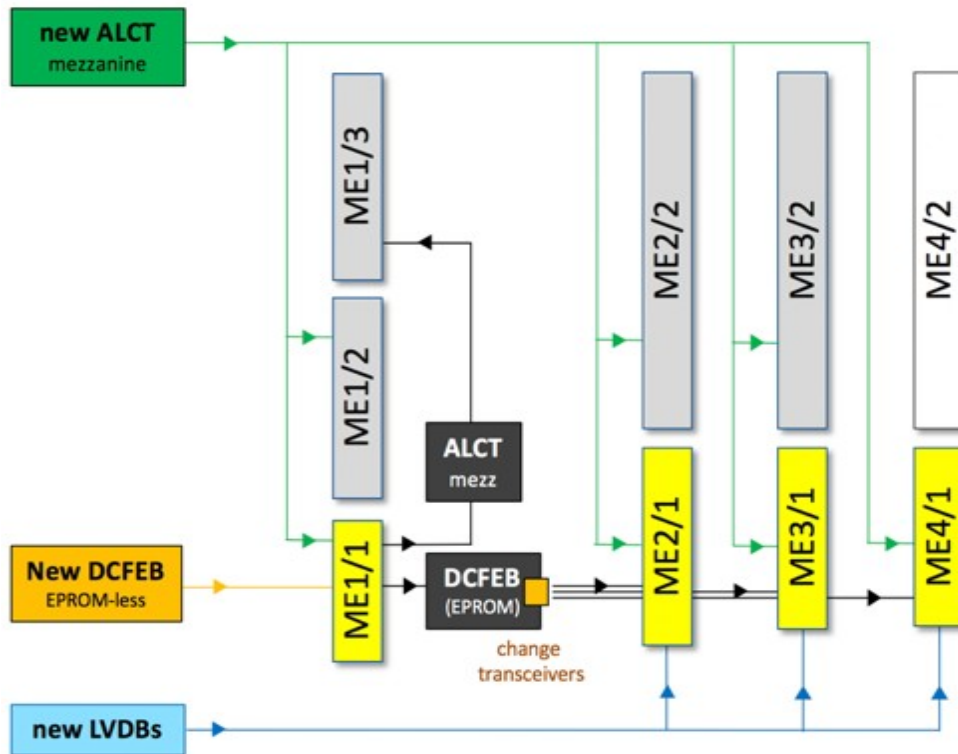 new ALCT
mezzanine
ME1/3
ME2/2
ME3/2
ME4/2
ME1/2
ALCT
mezz
ME1/1
ME2/1
ME3/1
ME4/1
New DCFEB
EPROM-less
DCFEB
(EPROM)
change
transceivers
new LVDBs